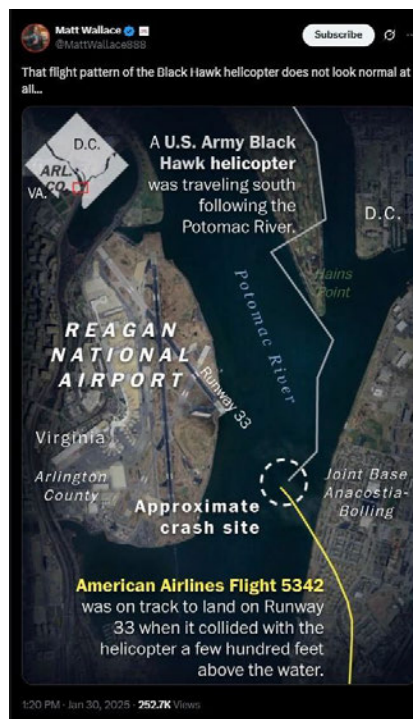 Matt Wallace
@MattWallace888
Subscribe
That flight pattern of the Black Hawk helicopter does not look normal at
all...
D.C.
ARL.
CO.
VA.
A U.S. Army Black
Hawk helicopter
was traveling south
following the
Potomac River.
D.C.
Hains
Point
Potomac River
REAGAN
NATIONAL
AIRPORT
Runway 33
Virginia
Arlington
County
Approximate
crash site
Joint Base
Anacostia-
Bolling
American Airlines Flight 5342
was on track to land on Runway
33 when it collided with the
helicopter a few hundred feet
above the water.
1:20 PM · Jan 30, 2025 · 252.7K Views